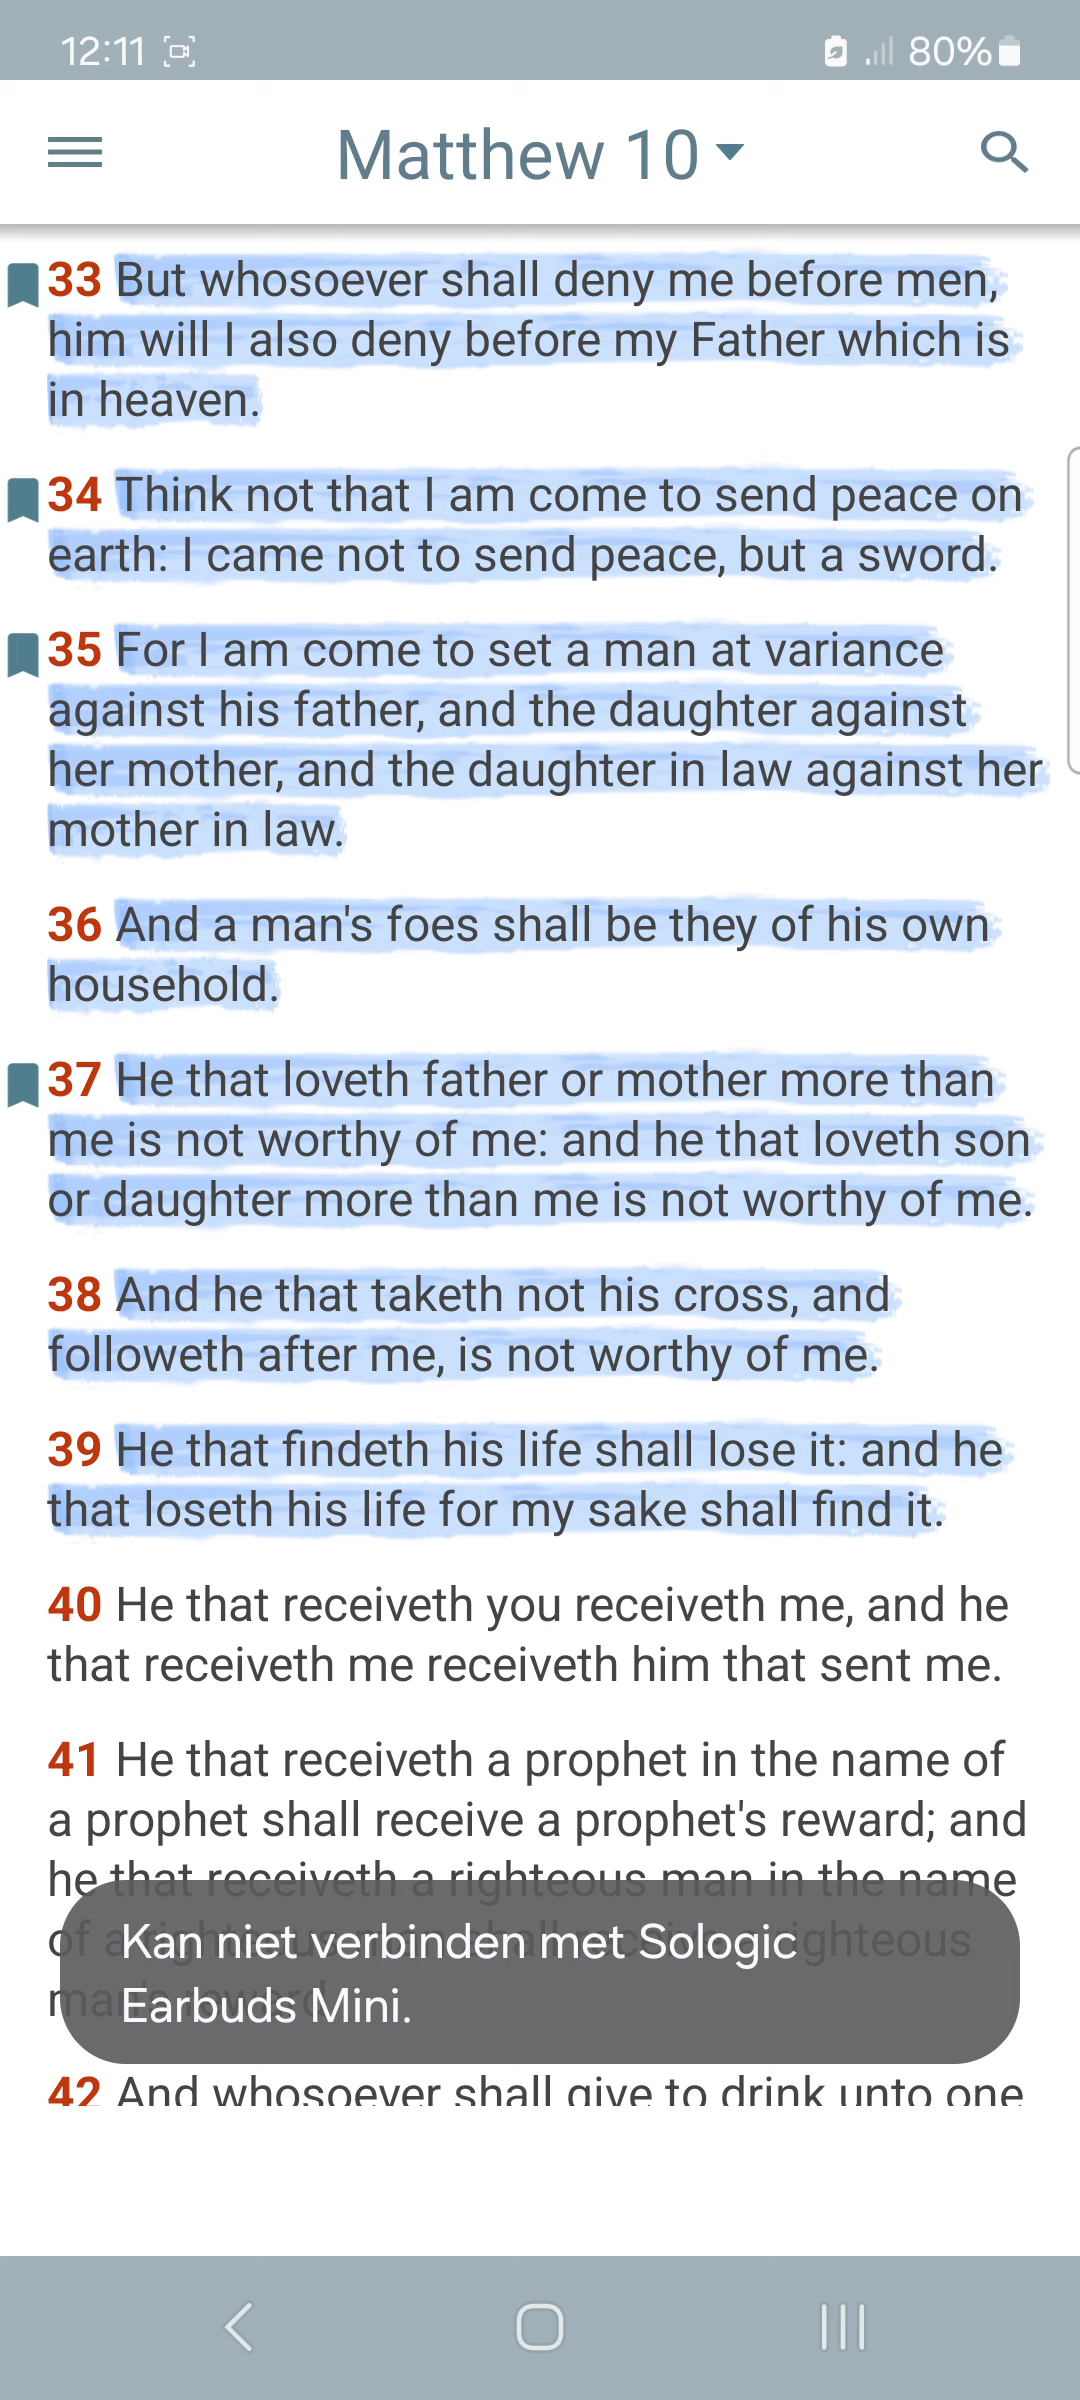 12:11
80%
Matthew 10
33 But whosoever shall deny me before men,
him will I also deny before my Father which is
in heaven.
34 Think not that I am come to send peace on
earth: I came not to send peace, but a sword.
35 For I am come to set a man at variance
against his father, and the daughter against
her mother, and the daughter in law against her
mother in law.
36 And a man's foes shall be they of his own
household.
37 He that loveth father or mother more than
me is not worthy of me: and he that loveth son
or daughter more than me is not worthy of me.
38 And he that taketh not his cross, and
followeth after me, is not worthy of me.
39 He that findeth his life shall lose it: and he
that loseth his life for my sake shall find it.
40 He that receiveth you receiveth me, and he
that receiveth me receiveth him that sent me.
41 He that receiveth a prophet in the name of
a prophet shall receive a prophet's reward; and
he that receiveth a righteous man in the name
of a righteous man shall receive a righteous
man's reward.
Kan niet verbinden met Sologic
Earbuds Mini.
42 And whosoever shall give to drink unto one